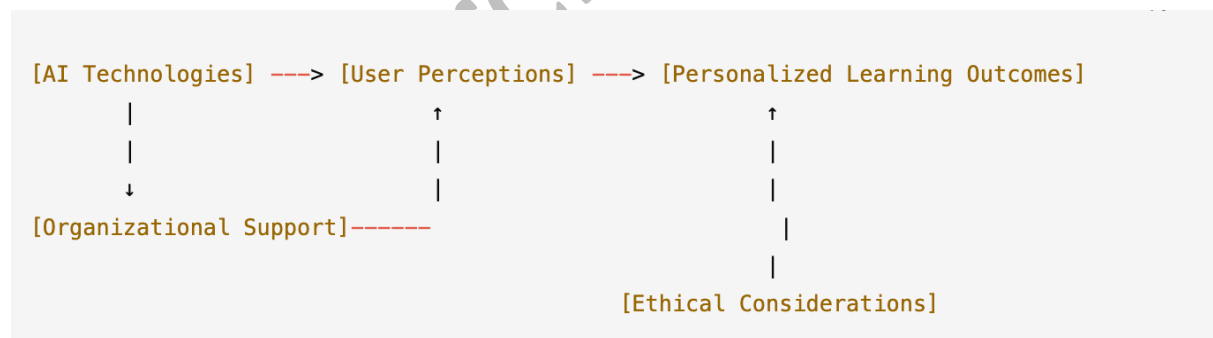 [AI Technologies] ---> [User Perceptions] ---> [Personalized Learning Outcomes]
| ↑ ↑
| | |
↓ | |
[Organizational Support]------ |
|
[Ethical Considerations]